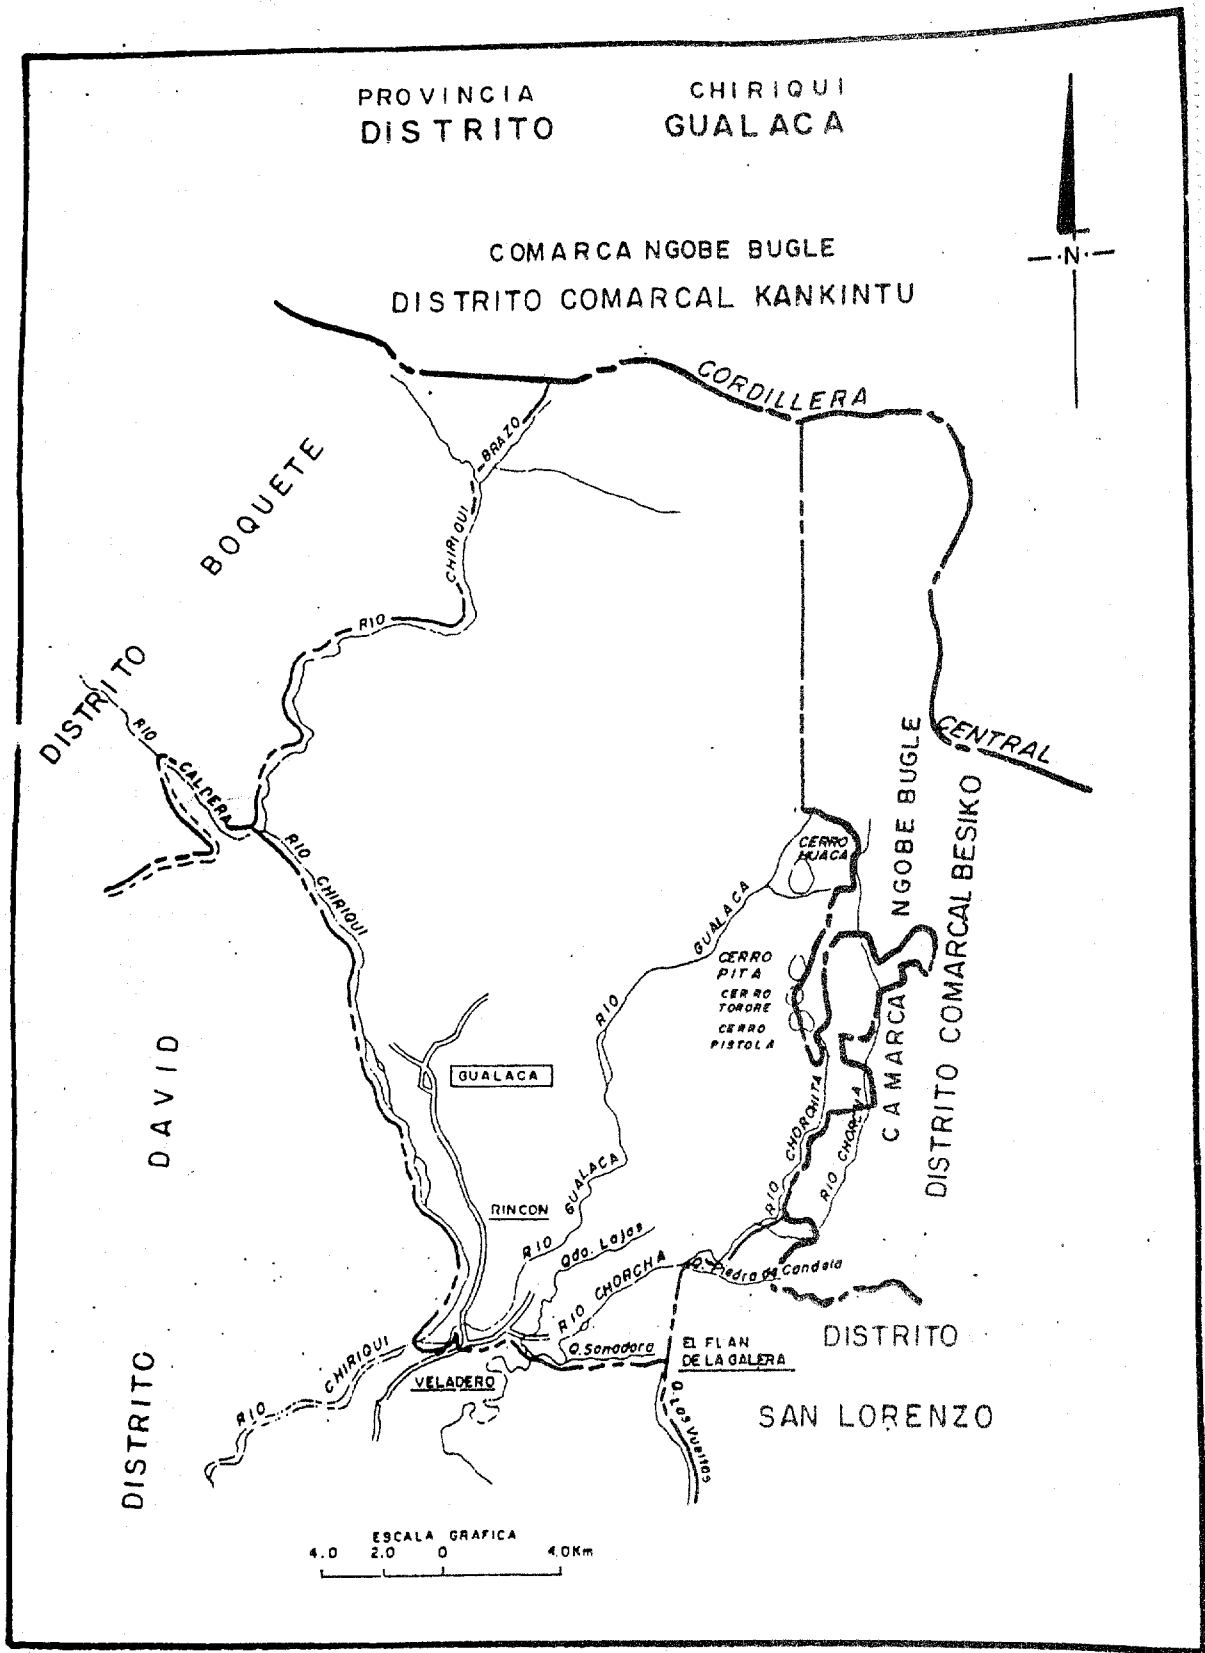 PROVINCIA CHIRIQUI
DISTRITO GUALACA
COMARCA NGOBE BUGLE
DISTRITO COMARCAL KANKINTU
N
CORDILLERA
BRAZO
CHIRIQUI
RIO
BOQUETE
DISTRITO
RIO
CALDERA
RIO
CHIRIQUI
CENTRAL
NGOBE BUGLE
CAMARCA
DISTRITO COMARCAL BESIKO
CERRO
HUACA
GUALACA
RIO
CERRO
PITA
CERRO
TORORE
CERRO
PISTOLA
DAVID
DISTRITO
GUALACA
RINCON
RIO
GUALACA
RIO
CHORCHITA
RIO CHORCHA
Qda. Lajas
RIO CHORCHA
Q. Piedra de Candela
DISTRITO
SAN LORENZO
EL FLAN
DE LA GALERA
Q. Sonadora
VELADERO
Q. Las Vueltas
RIO
CHIRIQUI
ESCALA GRAFICA
4.0 2.0 0 4.0Km